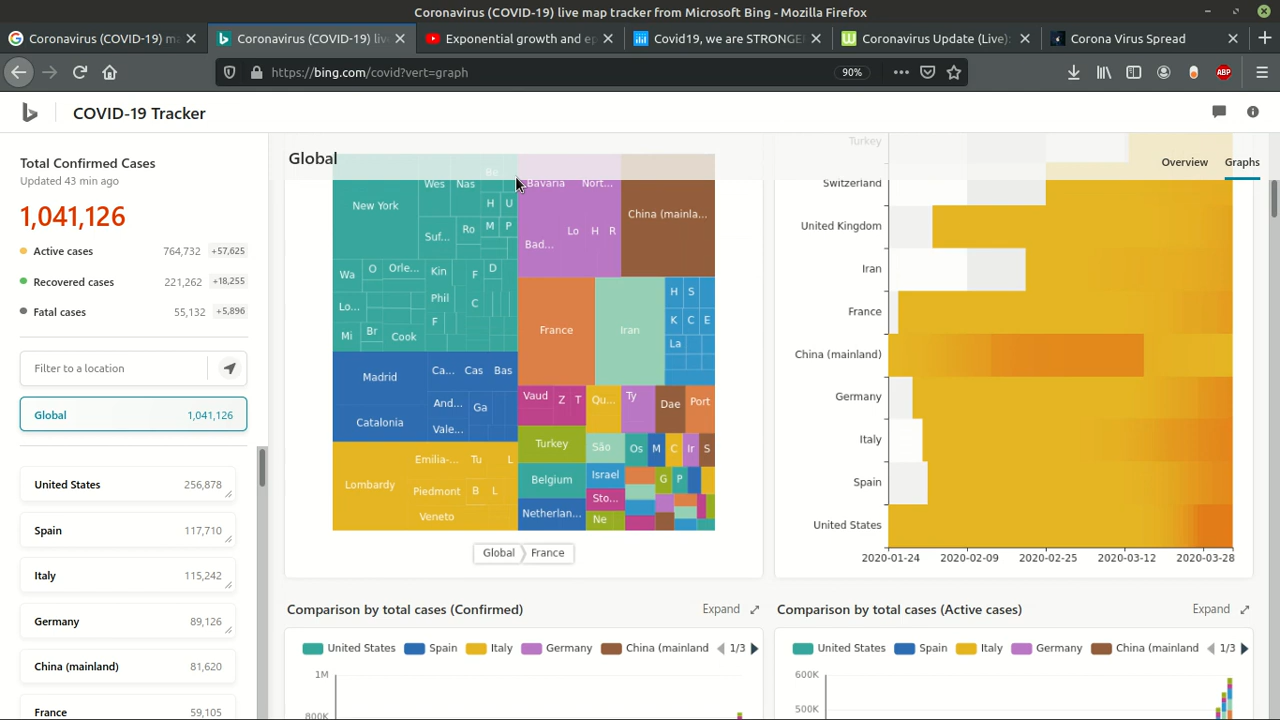 Coronavirus (COVID-19) live map tracker from Microsoft Bing - Mozilla Firefox
Coronavirus (COVID-19) m
Coronavirus (COVID-19) liv
Exponential growth and ep
Covid19, we are STRONGE
Coronavirus Update (Live):
Corona Virus Spread
https://bing.com/covid?vert=graph
90%
ABP
COVID-19 Tracker
Total Confirmed Cases
Updated 43 min ago
1,041,126
Active cases 764,732 +57,625
Recovered cases 221,262 +18,255
Fatal cases 55,132 +5,896
Filter to a location
Global 1,041,126
United States 256,878
Spain 117,710
Italy 115,242
Germany 89,126
China (mainland) 81,620
France 59,105
Global
Overview
Graphs
Bo...
Wes Nas
New York
H U
Suf... Ro M P
Wa O Orle... Kin F D
Lo... Phil C
F
Mi Br Cook
Madrid Ca... Cas Bas
And... Ga
Catalonia Vale...
Emilia-... Tu L
Lombardy Piedmont B L
Veneto
Bavaria Nort...
Lo H R
Bad...
China (mainla...
France
Iran
H S
K C E
La
Vaud Z T Qu... Ty Dae Port
Turkey São Os M C Ir S
Belgium Israel G P
Sto...
Netherlan... Ne
Global France
Turkey
Switzerland
United Kingdom
Iran
France
China (mainland)
Germany
Italy
Spain
United States
2020-01-24 2020-02-09 2020-02-25 2020-03-12 2020-03-28
Comparison by total cases (Confirmed) Expand
United States Spain Italy Germany China (mainland 1/3
1M
800K
Comparison by total cases (Active cases) Expand
United States Spain Italy Germany China (mainland 1/3
600K
500K